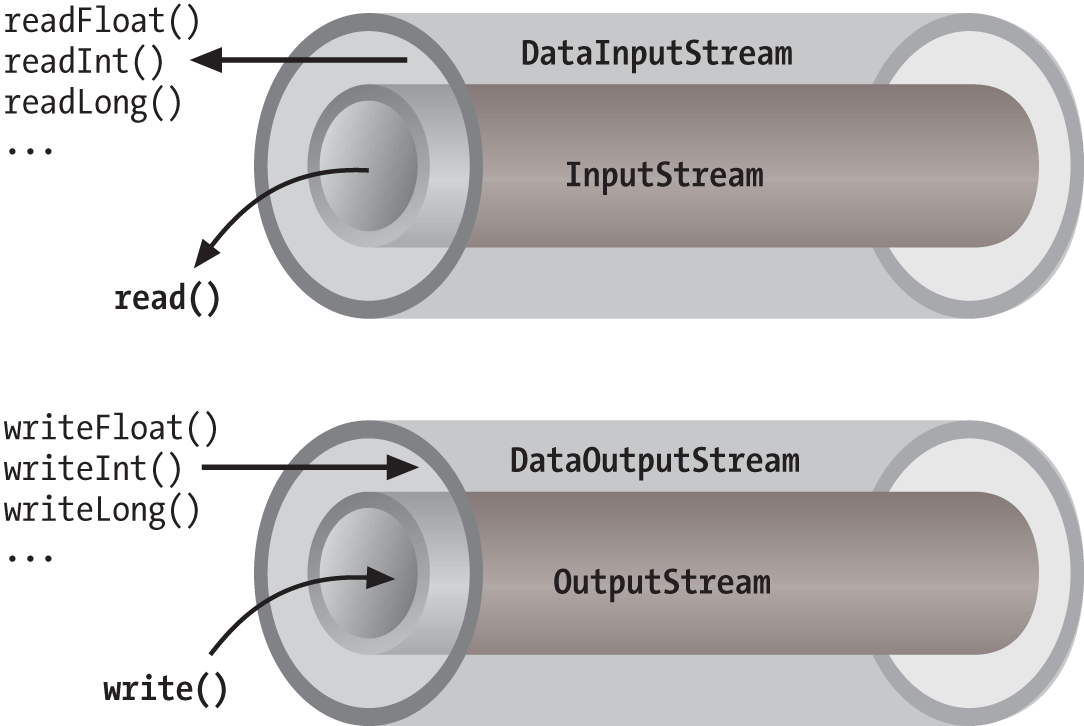 readFloat()
readInt()
readLong()
...
DataInputStream
InputStream
read()
writeFloat()
writeInt()
writeLong()
...
DataOutputStream
OutputStream
write()